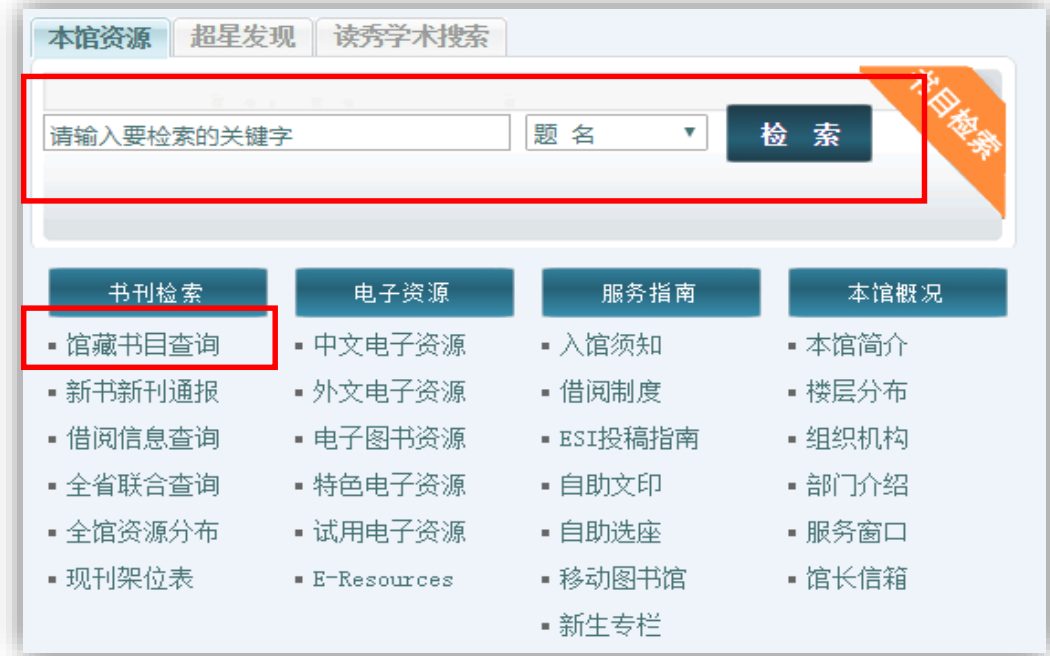 本馆资源 超星发现 读秀学术搜索
书目检索
请输入要检索的关键字 题 名 检 索
书刊检索 电子资源 服务指南 本馆概况
馆藏书目查询 中文电子资源 入馆须知 本馆简介
新书新刊通报 外文电子资源 借阅制度 楼层分布
借阅信息查询 电子图书资源 ESI投稿指南 组织机构
全省联合查询 特色电子资源 自助文印 部门介绍
全馆资源分布 试用电子资源 自助选座 服务窗口
现刊架位表 E-Resources 移动图书馆 馆长信箱
新生专栏